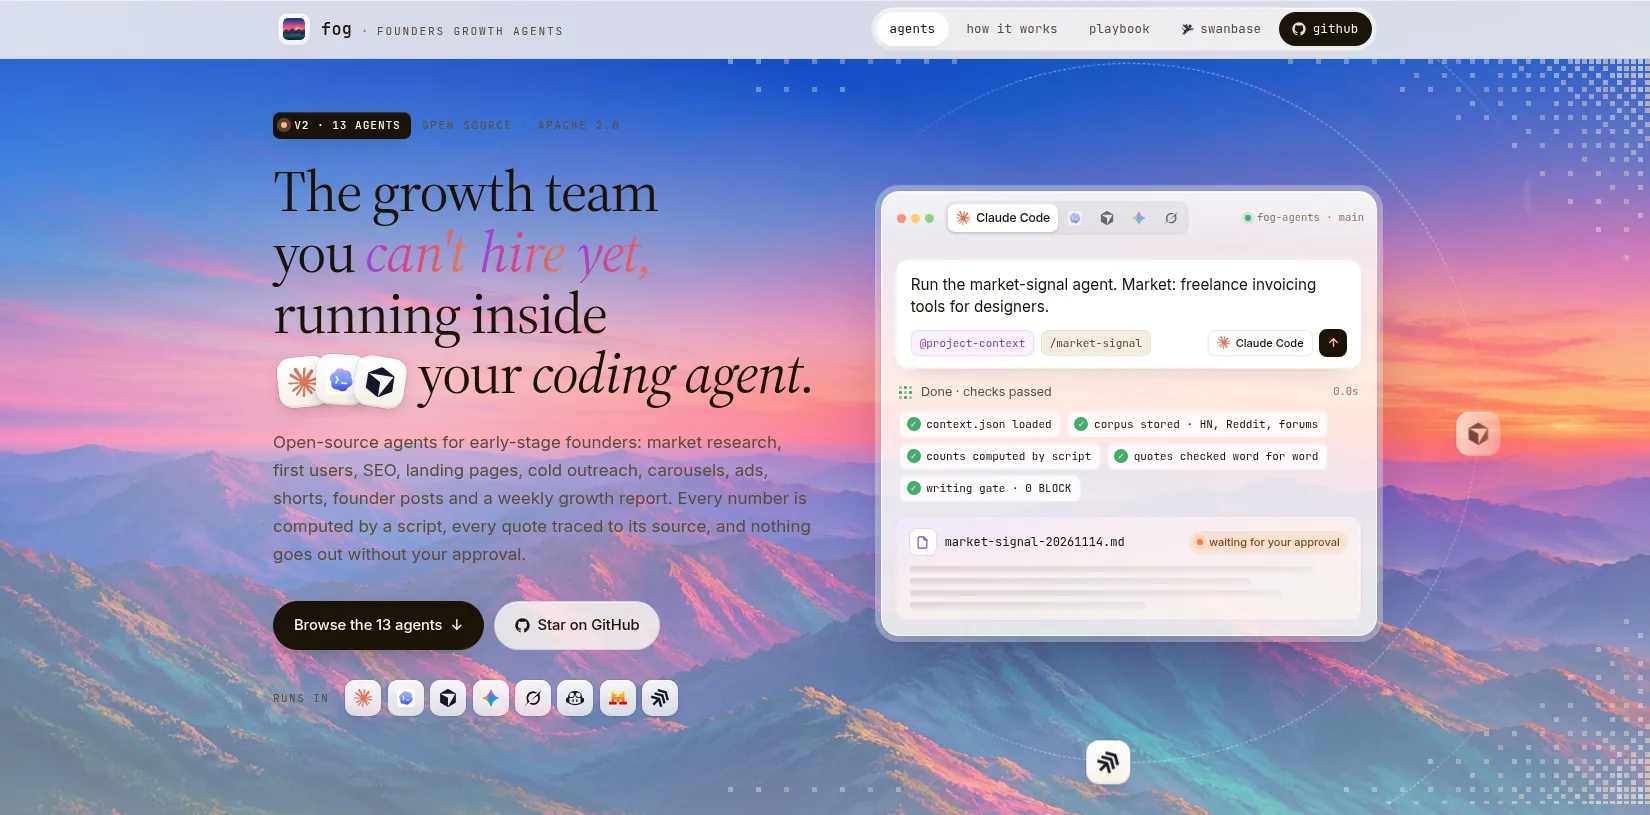 fog · FOUNDERS GROWTH AGENTS
agents how it works playbook swanbase github
V2 · 13 AGENTS OPEN SOURCE · APACHE 2.0
The growth team
you can't hire yet,
running inside
your coding agent.
Open-source agents for early-stage founders: market research,
first users, SEO, landing pages, cold outreach, carousels, ads,
shorts, founder posts and a weekly growth report. Every number is
computed by a script, every quote traced to its source, and nothing
goes out without your approval.
Browse the 13 agents ↓ Star on GitHub
RUNS IN
Claude Code fog-agents · main
Run the market-signal agent. Market: freelance invoicing
tools for designers.
@project-context /market-signal Claude Code
Done · checks passed 0.0s
context.json loaded corpus stored · HN, Reddit, forums
counts computed by script quotes checked word for word
writing gate · 0 BLOCK
market-signal-20261114.md waiting for your approval